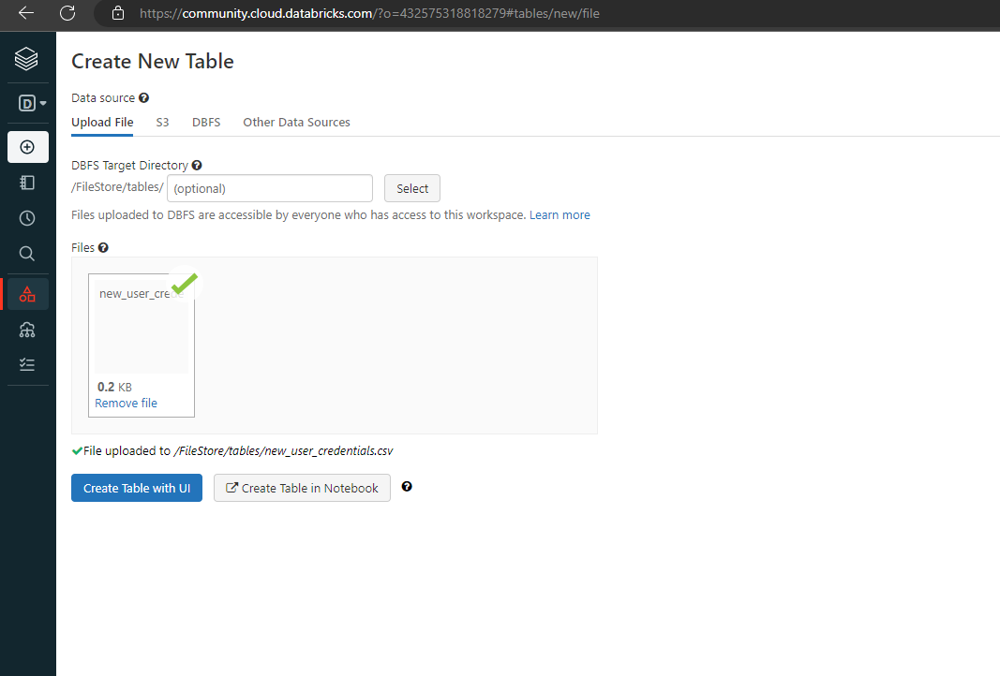 https://community.cloud.databricks.com/?o=432575318818279#tables/new/file
Create New Table
D
Data source ?
Upload File S3 DBFS Other Data Sources
DBFS Target Directory ?
/FileStore/tables/ (optional) Select
Files uploaded to DBFS are accessible by everyone who has access to this workspace. Learn more
Files ?
new_user_cre
0.2 KB
Remove file
File uploaded to /FileStore/tables/new_user_credentials.csv
Create Table with UI Create Table in Notebook ?